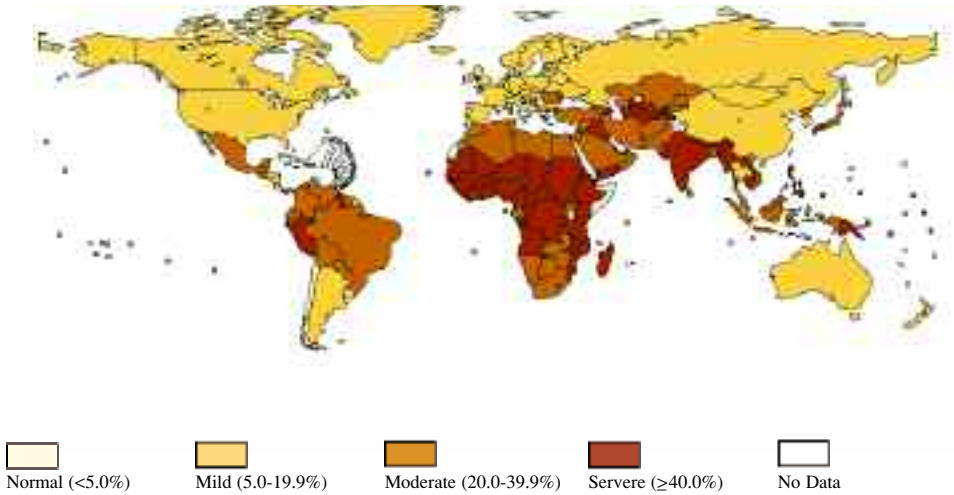 Normal (<5.0%) Mild (5.0-19.9%) Moderate (20.0-39.9%) Servere (≥40.0%) No Data